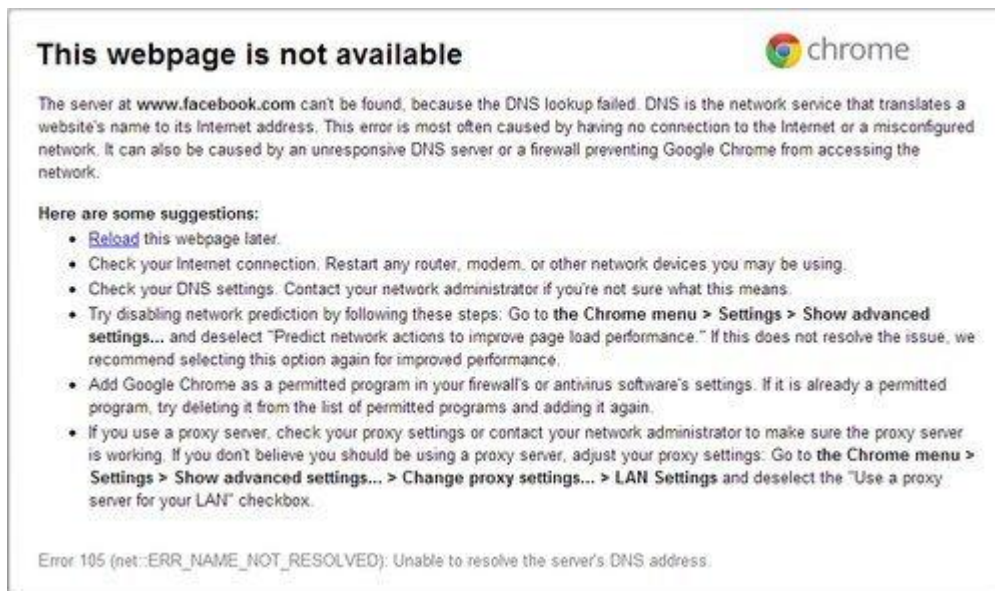 This webpage is not available
chrome
The server at www.facebook.com can't be found, because the DNS lookup failed. DNS is the network service that translates a
website's name to its Internet address. This error is most often caused by having no connection to the Internet or a misconfigured
network. It can also be caused by an unresponsive DNS server or a firewall preventing Google Chrome from accessing the
network.
Here are some suggestions:
• Reload this webpage later.
• Check your Internet connection. Restart any router, modem, or other network devices you may be using.
• Check your DNS settings. Contact your network administrator if you're not sure what this means.
• Try disabling network prediction by following these steps: Go to the Chrome menu > Settings > Show advanced
settings... and deselect "Predict network actions to improve page load performance." If this does not resolve the issue, we
recommend selecting this option again for improved performance.
• Add Google Chrome as a permitted program in your firewall's or antivirus software's settings. If it is already a permitted
program, try deleting it from the list of permitted programs and adding it again.
• If you use a proxy server, check your proxy settings or contact your network administrator to make sure the proxy server
is working. If you don't believe you should be using a proxy server, adjust your proxy settings: Go to the Chrome menu >
Settings > Show advanced settings... > Change proxy settings... > LAN Settings and deselect the "Use a proxy
server for your LAN" checkbox.
Error 105 (net::ERR_NAME_NOT_RESOLVED): Unable to resolve the server's DNS address.